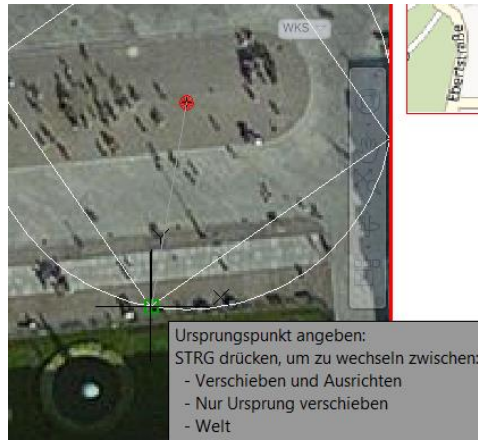 WKS
Ebertstraße
Y
X
Ursprungspunkt angeben:
STRG drücken, um zu wechseln zwischen:
- Verschieben und Ausrichten
- Nur Ursprung verschieben
- Welt